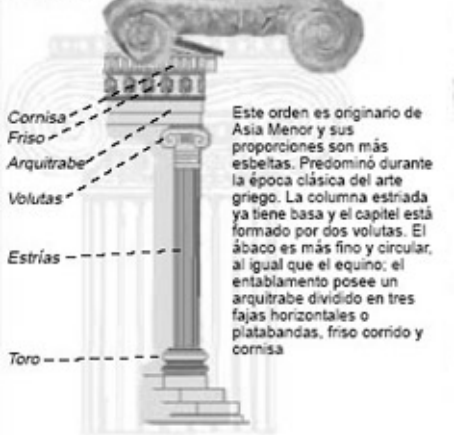 Cornisa
Friso
Arquitrabe
Volutas
Estrías
Toro
Este orden es originario de
Asia Menor y sus
proporciones son más
esbeltas. Predominó durante
la época clásica del arte
griego. La columna estriada
ya tiene basa y el capitel está
formado por dos volutas. El
ábaco es más fino y circular,
al igual que el equino; el
entablamento posee un
arquitrabe dividido en tres
fajas horizontales o
platabandas, friso corrido y
cornisa